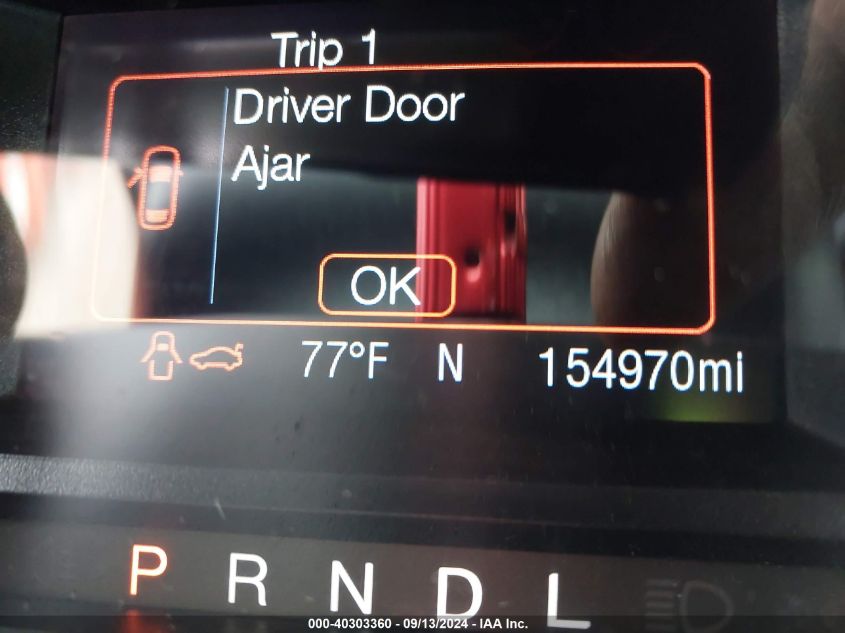 Trip 1
Driver Door
Ajar
OK
77°F N 154970mi
P R N D L
000-40303360 - 09/13/2024 - IAA Inc.